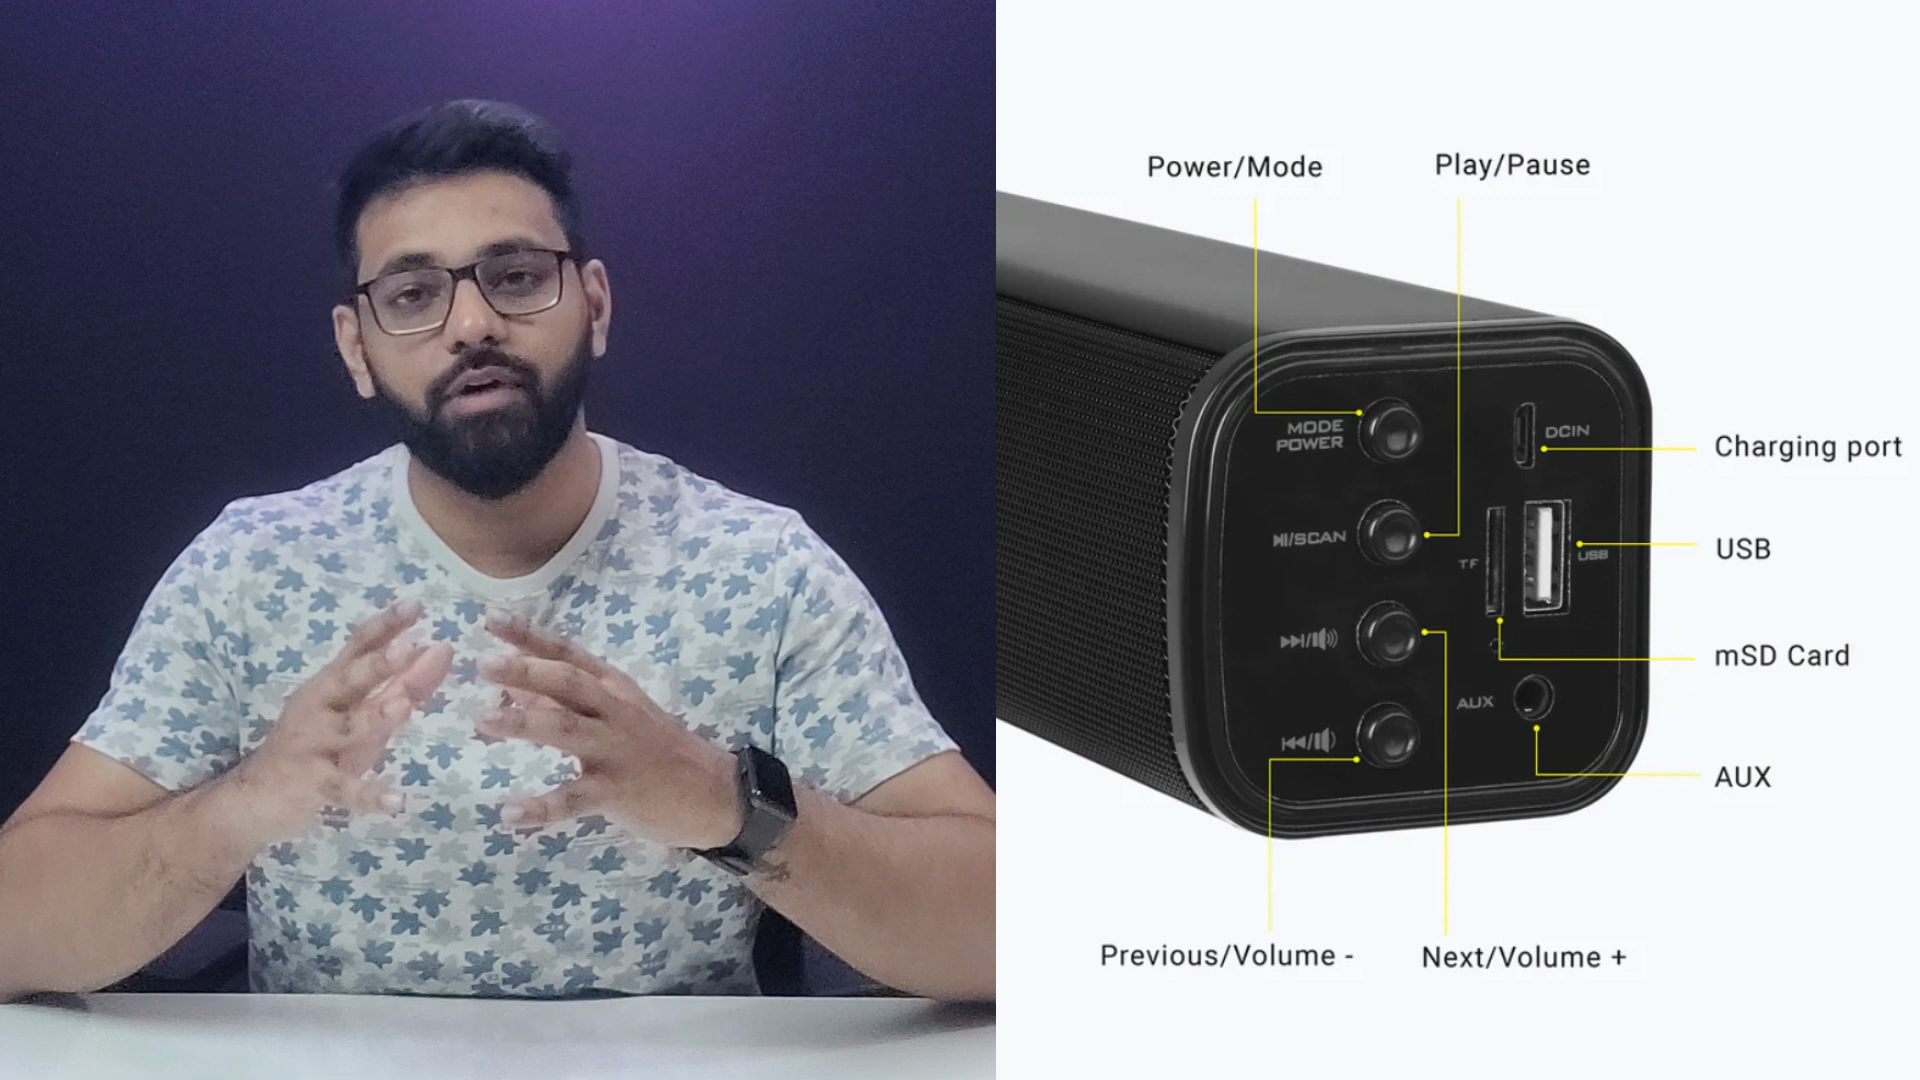 Power/Mode
Play/Pause
MODE
POWER
DCIN
Charging port
/SCAN
TF
USB
USB
mSD Card
AUX
AUX
Previous/Volume -
Next/Volume +